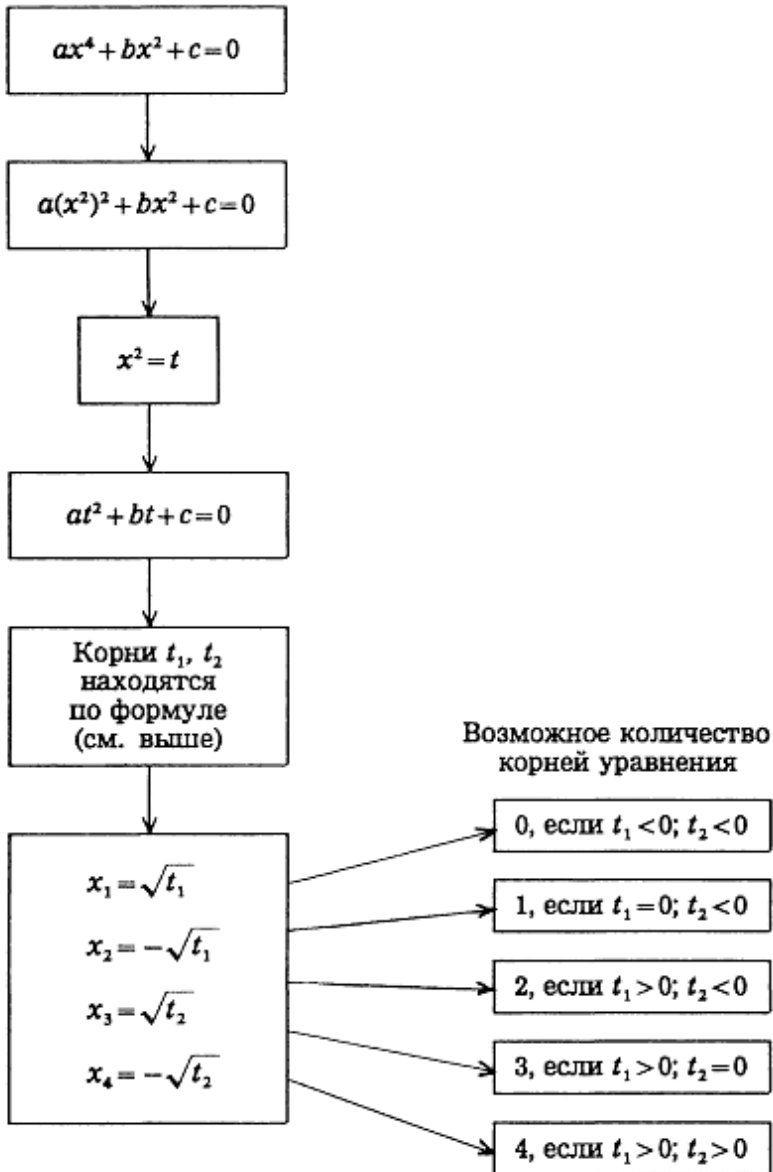 ax⁴+bx²+c=0
a(x²)²+bx²+c=0
x²=t
at²+bt+c=0
Корни t₁, t₂
находятся
по формуле
(см. выше)
x₁=√t₁
x₂=−√t₁
x₃=√t₂
x₄=−√t₂
Возможное количество
корней уравнения
0, если t₁<0; t₂<0
1, если t₁=0; t₂<0
2, если t₁>0; t₂<0
3, если t₁>0; t₂=0
4, если t₁>0; t₂>0